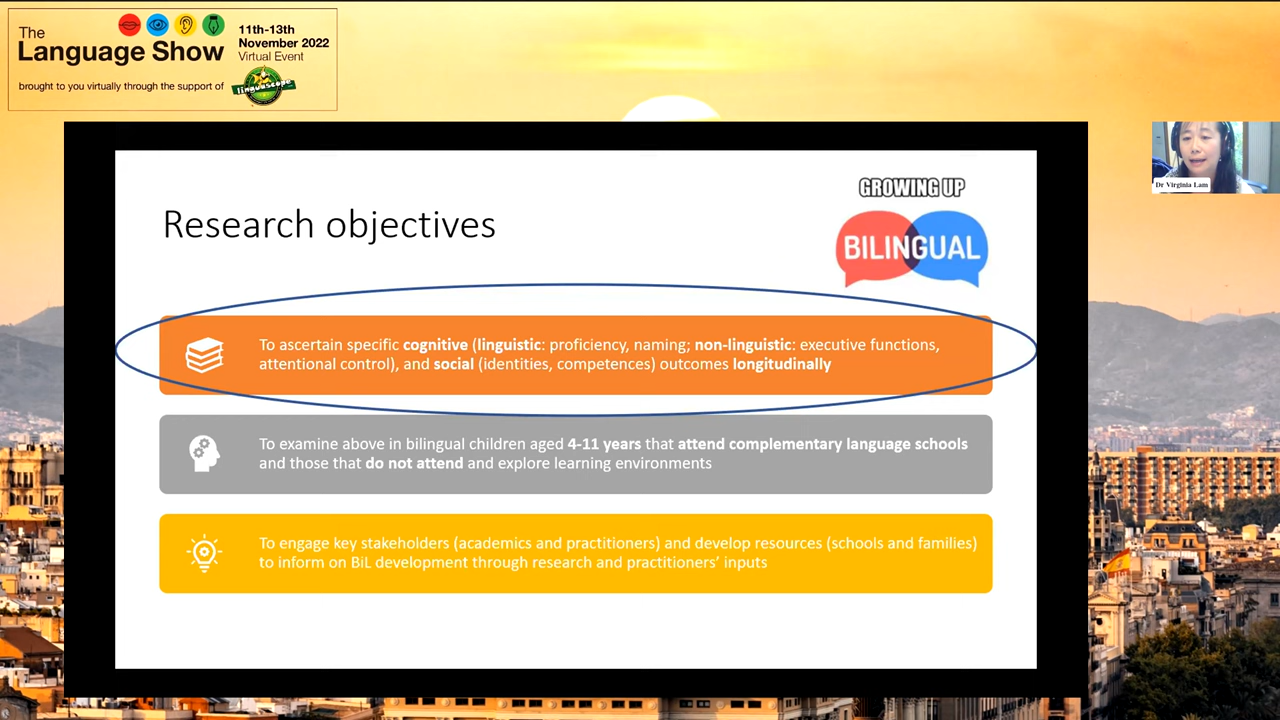 The
Language Show
11th-13th
November 2022
Virtual Event
brought to you virtually through the support of
linguascope
Dr Virginia Lam
GROWING UP
BILINGUAL
Research objectives
To ascertain specific cognitive (linguistic: proficiency, naming; non-linguistic: executive functions,
attentional control), and social (identities, competences) outcomes longitudinally
To examine above in bilingual children aged 4-11 years that attend complementary language schools
and those that do not attend and explore learning environments
To engage key stakeholders (academics and practitioners) and develop resources (schools and families)
to inform on BiL development through research and practitioners' inputs